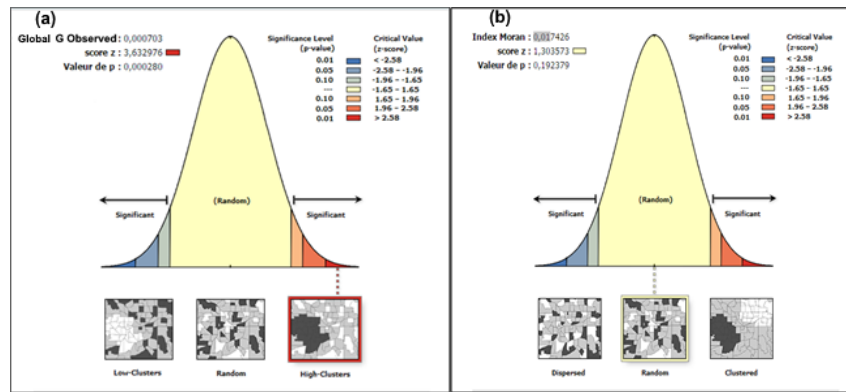 (a)
Global G Observed : 0,000703
score z : 3,632976
Valeur de p : 0,000280
Significance Level
(p-value)
Critical Value
(z-score)
0.01 < -2.58
0.05 -2.58 – -1.96
0.10 -1.96 – -1.65
--- -1.65 – 1.65
0.10 1.65 – 1.96
0.05 1.96 – 2.58
0.01 > 2.58
(Random)
Significant
Significant
Low-Clusters
Random
High-Clusters
(b)
Index Moran : 0,017426
score z : 1,303573
Valeur de p : 0,192379
Significance Level
(p-value)
Critical Value
(z-score)
0.01 < -2.58
0.05 -2.58 – -1.96
0.10 -1.96 – -1.65
--- -1.65 – 1.65
0.10 1.65 – 1.96
0.05 1.96 – 2.58
0.01 > 2.58
(Random)
Significant
Significant
Dispersed
Random
Clustered